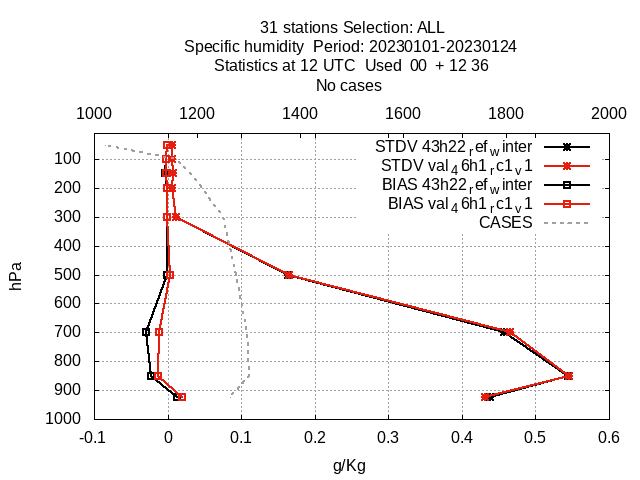 31 stations Selection: ALL
Specific humidity  Period: 20230101-20230124
Statistics at 12 UTC  Used  00  + 12 36
No cases
1000 1200 1400 1600 1800 2000
STDV 43h22_ref_winter
STDV val_46h1_rc1_v1
BIAS 43h22_ref_winter
BIAS val_46h1_rc1_v1
CASES
hPa
100
200
300
400
500
600
700
800
900
1000
-0.1 0 0.1 0.2 0.3 0.4 0.5 0.6
g/Kg